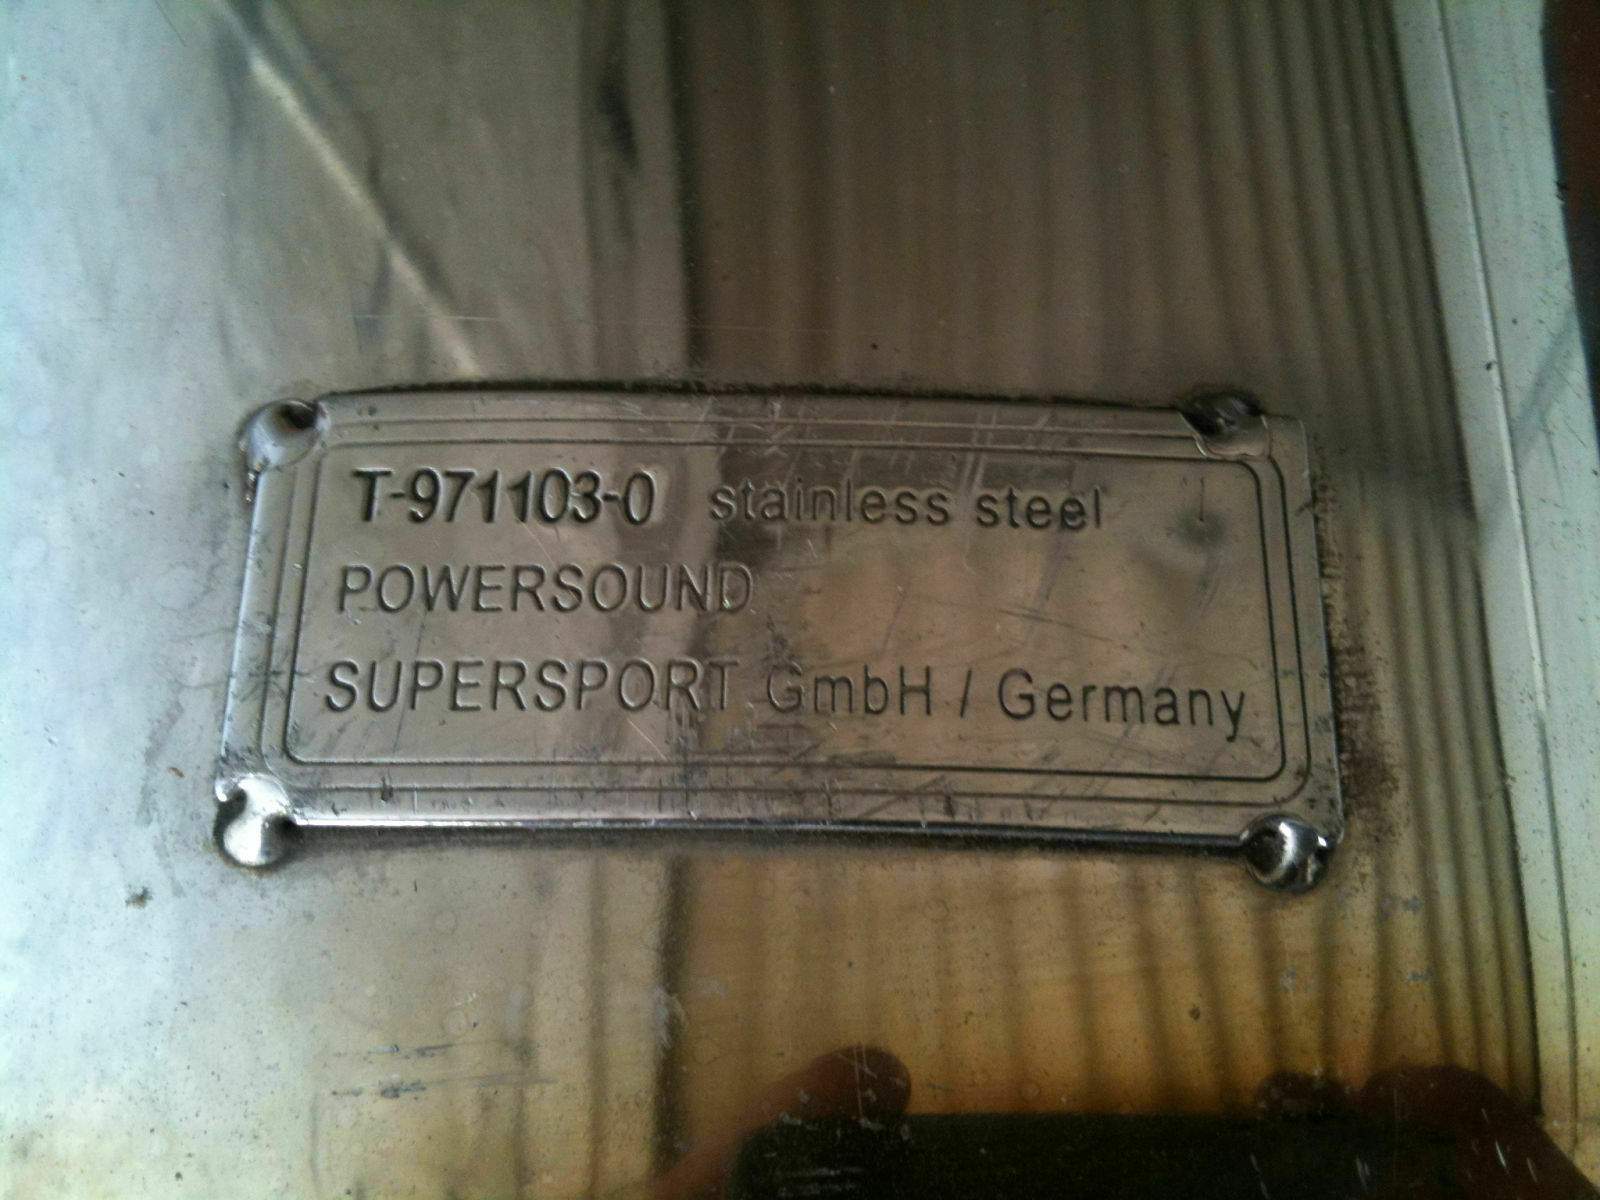 T-971103-0 stainless steel
POWERSOUND
SUPERSPORT GmbH / Germany